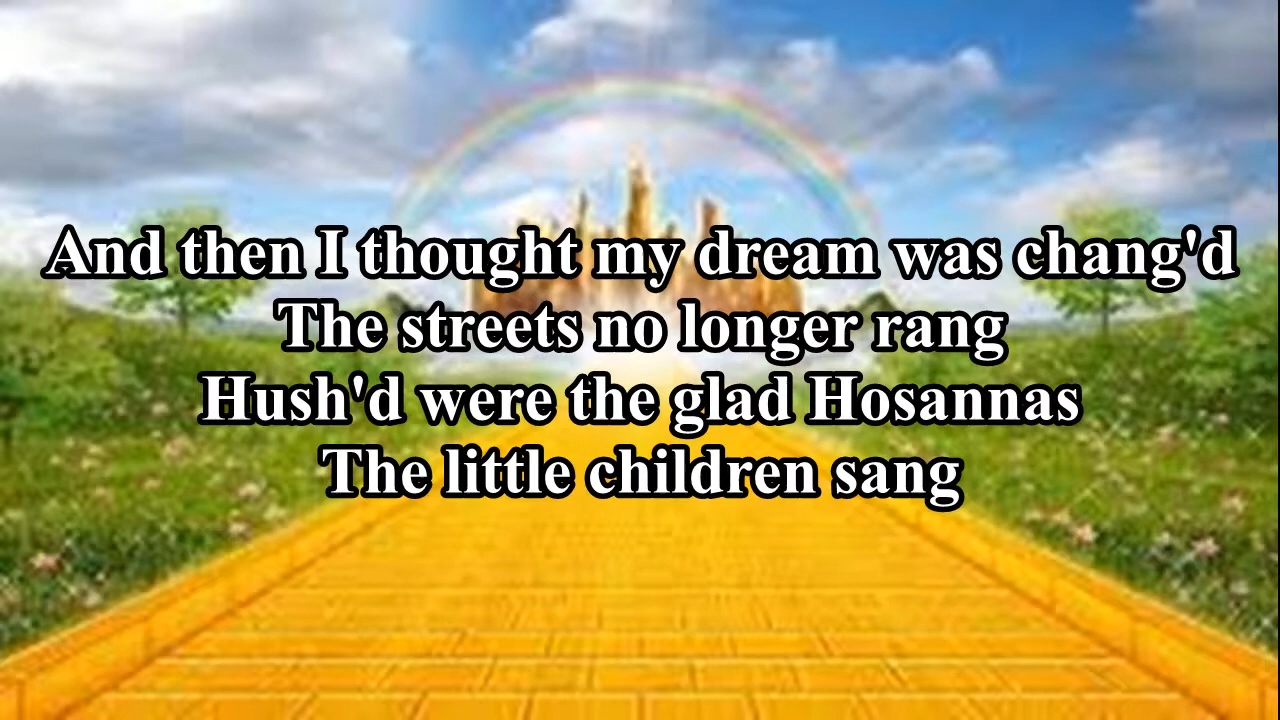 And then I thought my dream was chang'd
The streets no longer rang
Hush'd were the glad Hosannas
The little children sang